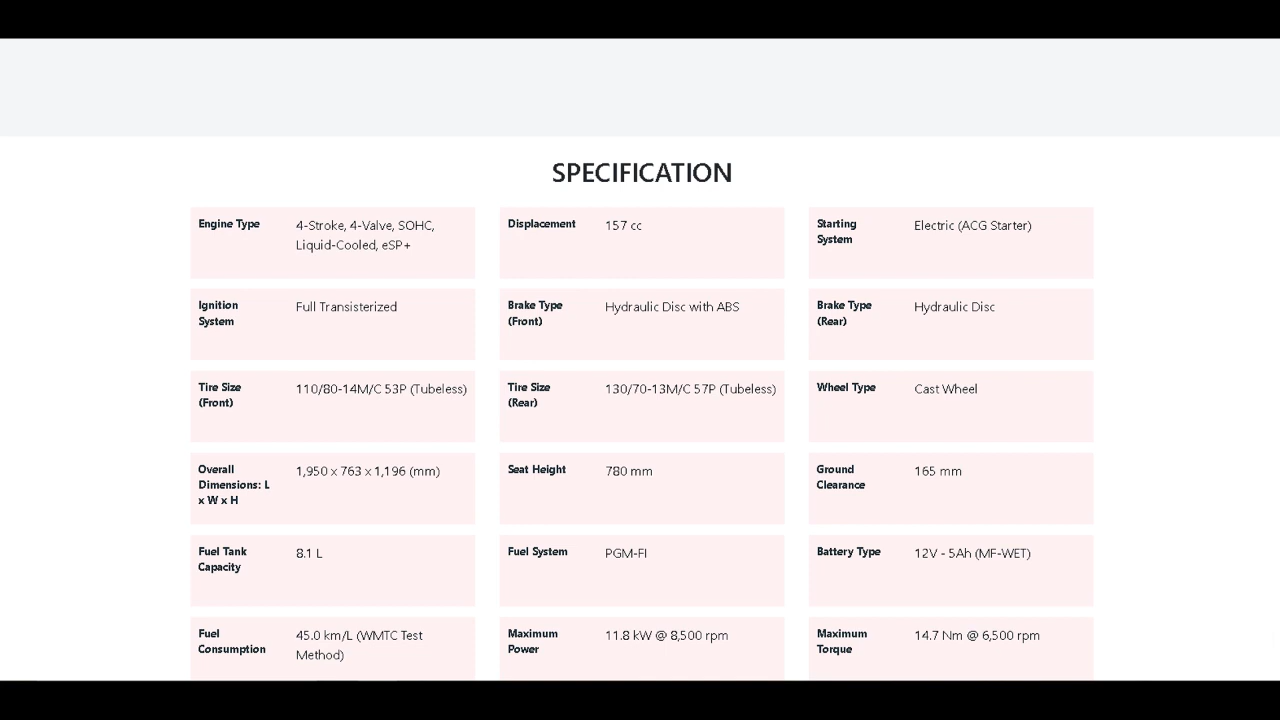 SPECIFICATION
Engine Type
4-Stroke, 4-Valve, SOHC,
Liquid-Cooled, eSP+
Displacement
157 cc
Starting
System
Electric (ACG Starter)
Ignition
System
Full Transisterized
Brake Type
(Front)
Hydraulic Disc with ABS
Brake Type
(Rear)
Hydraulic Disc
Tire Size
(Front)
110/80-14M/C 53P (Tubeless)
Tire Size
(Rear)
130/70-13M/C 57P (Tubeless)
Wheel Type
Cast Wheel
Overall
Dimensions: L
x W x H
1,950 x 763 x 1,196 (mm)
Seat Height
780 mm
Ground
Clearance
165 mm
Fuel Tank
Capacity
8.1 L
Fuel System
PGM-FI
Battery Type
12V - 5Ah (MF-WET)
Fuel
Consumption
45.0 km/L (WMTC Test
Method)
Maximum
Power
11.8 kW @ 8,500 rpm
Maximum
Torque
14.7 Nm @ 6,500 rpm